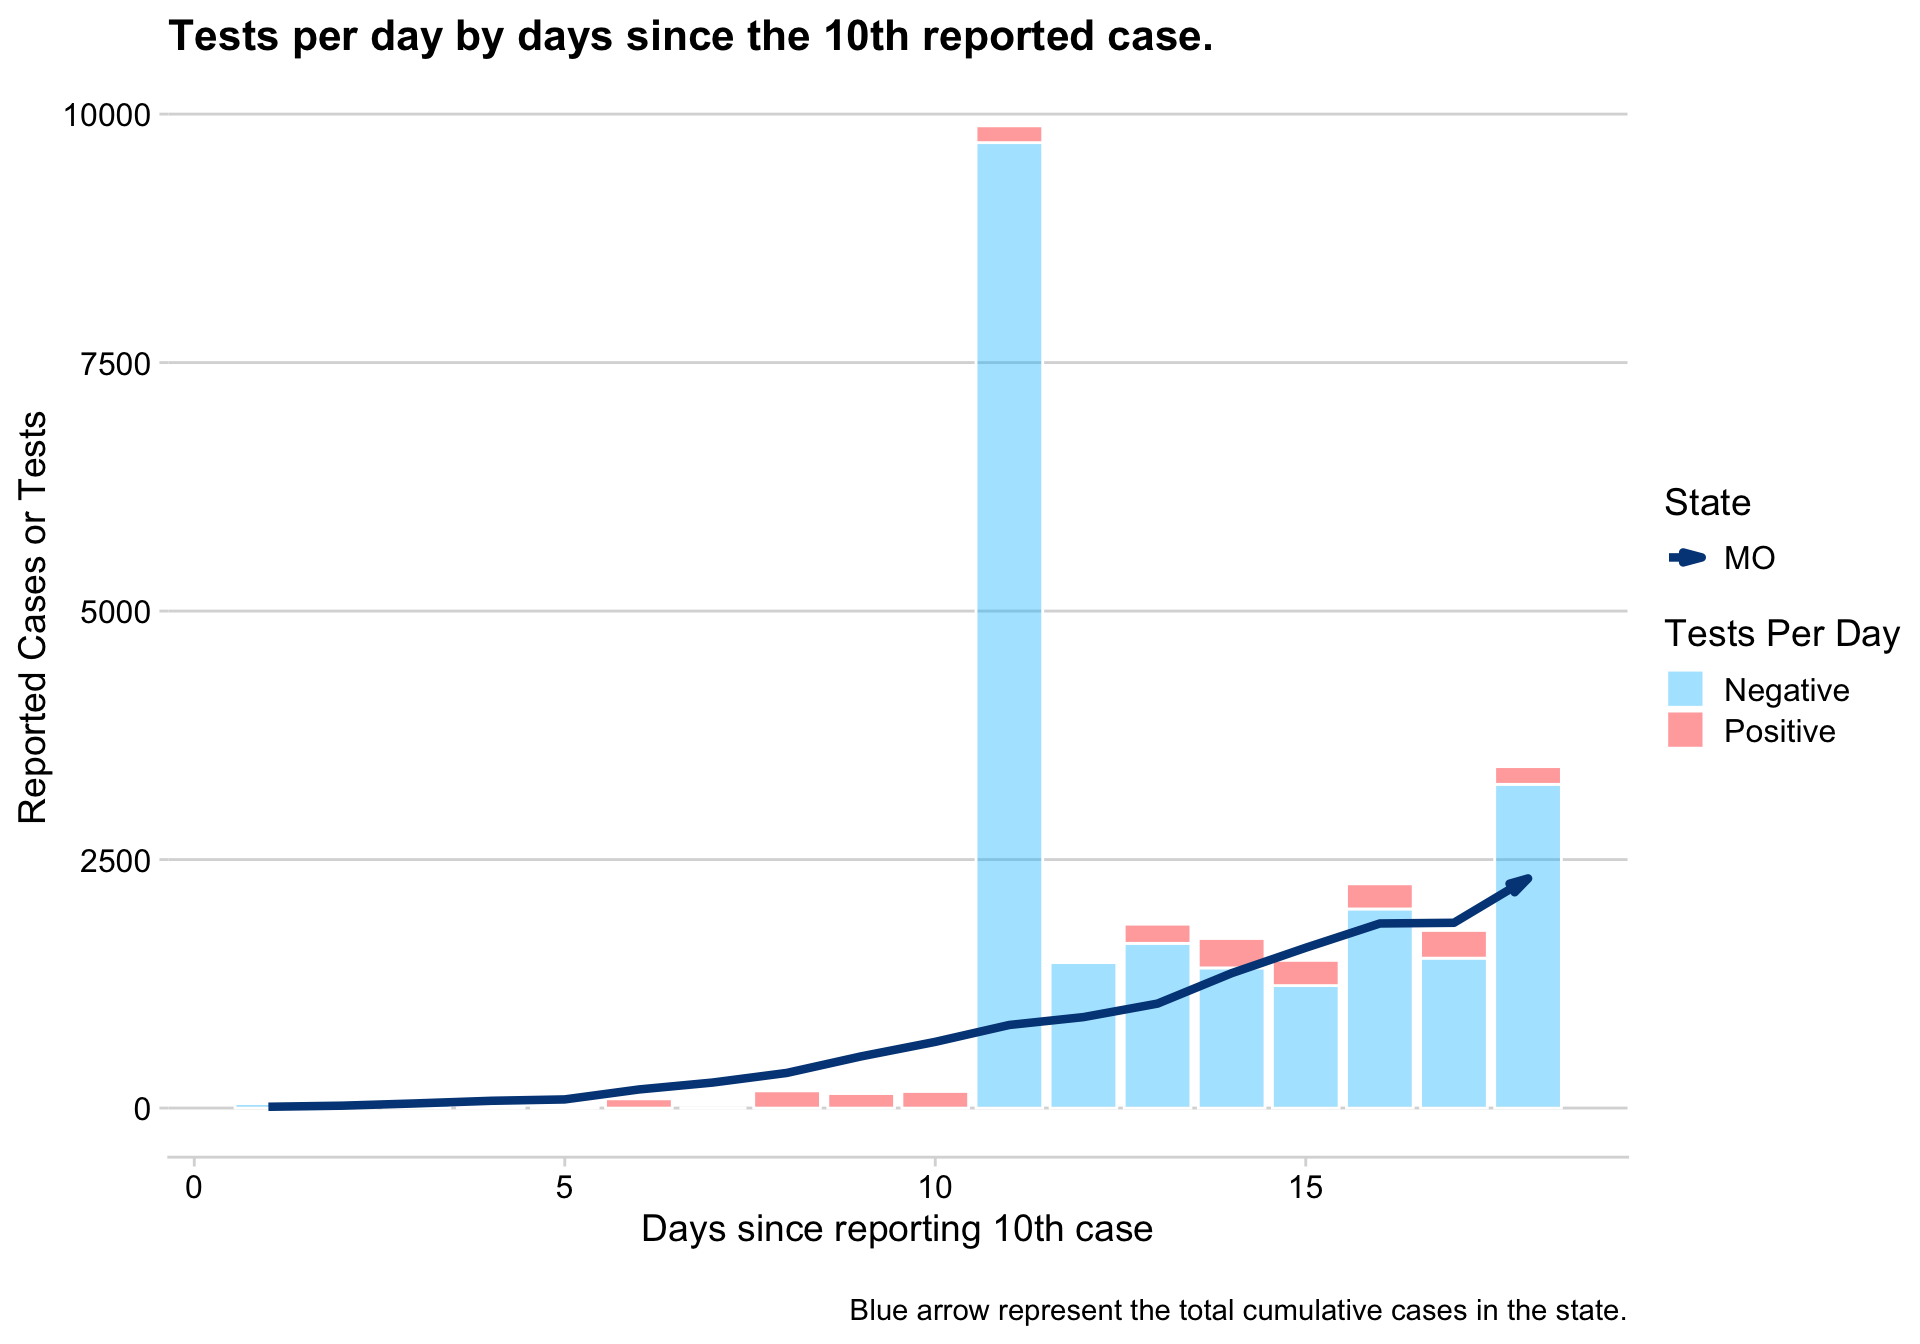 Tests per day by days since the 10th reported case.
10000
7500
5000
2500
0
Reported Cases or Tests
0 5 10 15
Days since reporting 10th case
State
MO
Tests Per Day
Negative
Positive
Blue arrow represent the total cumulative cases in the state.